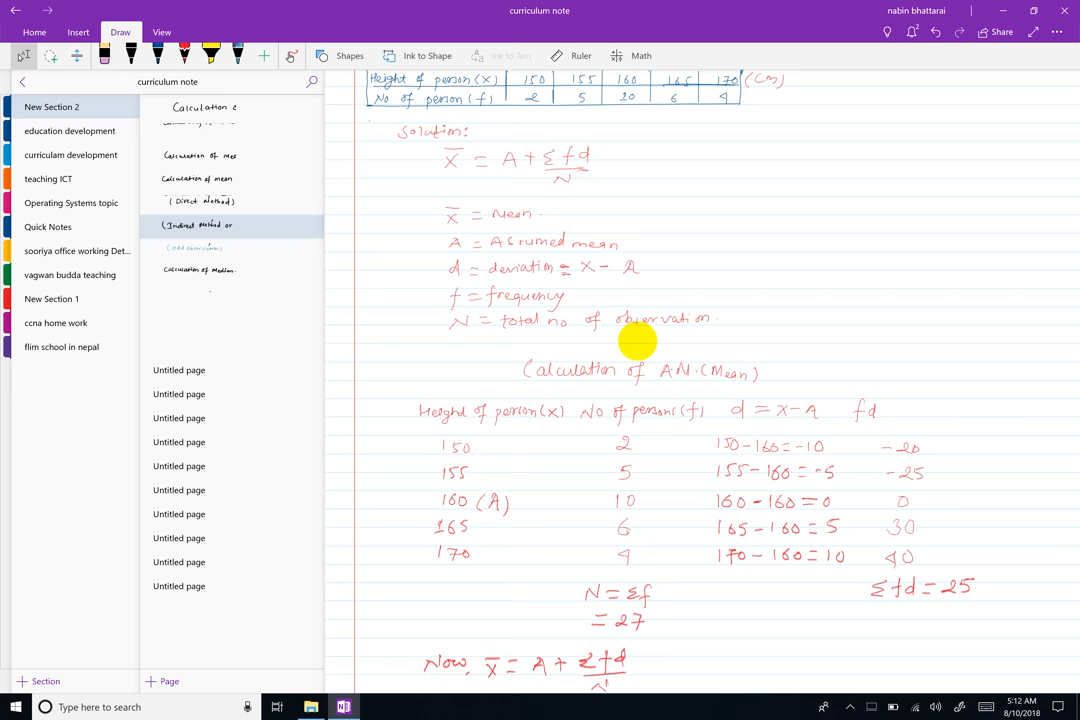 curriculum note
nabin bhattarai
Home Insert Draw View
Share
Shapes Ink to Shape Ink to Text Ruler Math
curriculum note
New Section 2
education development
curriculam development
teaching ICT
Operating Systems topic
Quick Notes
sooriya office working Det...
vagwan budda teaching
New Section 1
ccna home work
flim school in nepal
Section
Calculation c
Calculation of Mea
Calculation of mean
(Direct Method)
(Indirect Method or
(odd observation)
Calculation of Median.
Untitled page
Untitled page
Untitled page
Untitled page
Untitled page
Untitled page
Untitled page
Untitled page
Untitled page
Untitled page
Page
Height of person (x) 150 155 160 165 170 (cm)
No of person (f) 2 5 20 6 4
Solution:
X̄ = A + Σfd/N
X̄ = Mean.
A = Assumed mean
d = deviation = X - A
f = frequency
N = total no of observation.
Calculation of A.M. (Mean)
Height of person (x) No of persons (f) d = x - A fd
150 2 150 - 160 = -10 -20
155 5 155 - 160 = -5 -25
160 (A) 10 160 - 160 = 0 0
165 6 165 - 160 = 5 30
170 4 170 - 160 = 10 40
N = Σf Σfd = 25
= 27
Now, X̄ = A + Σfd/N
Type here to search
5:12 AM
8/10/2018